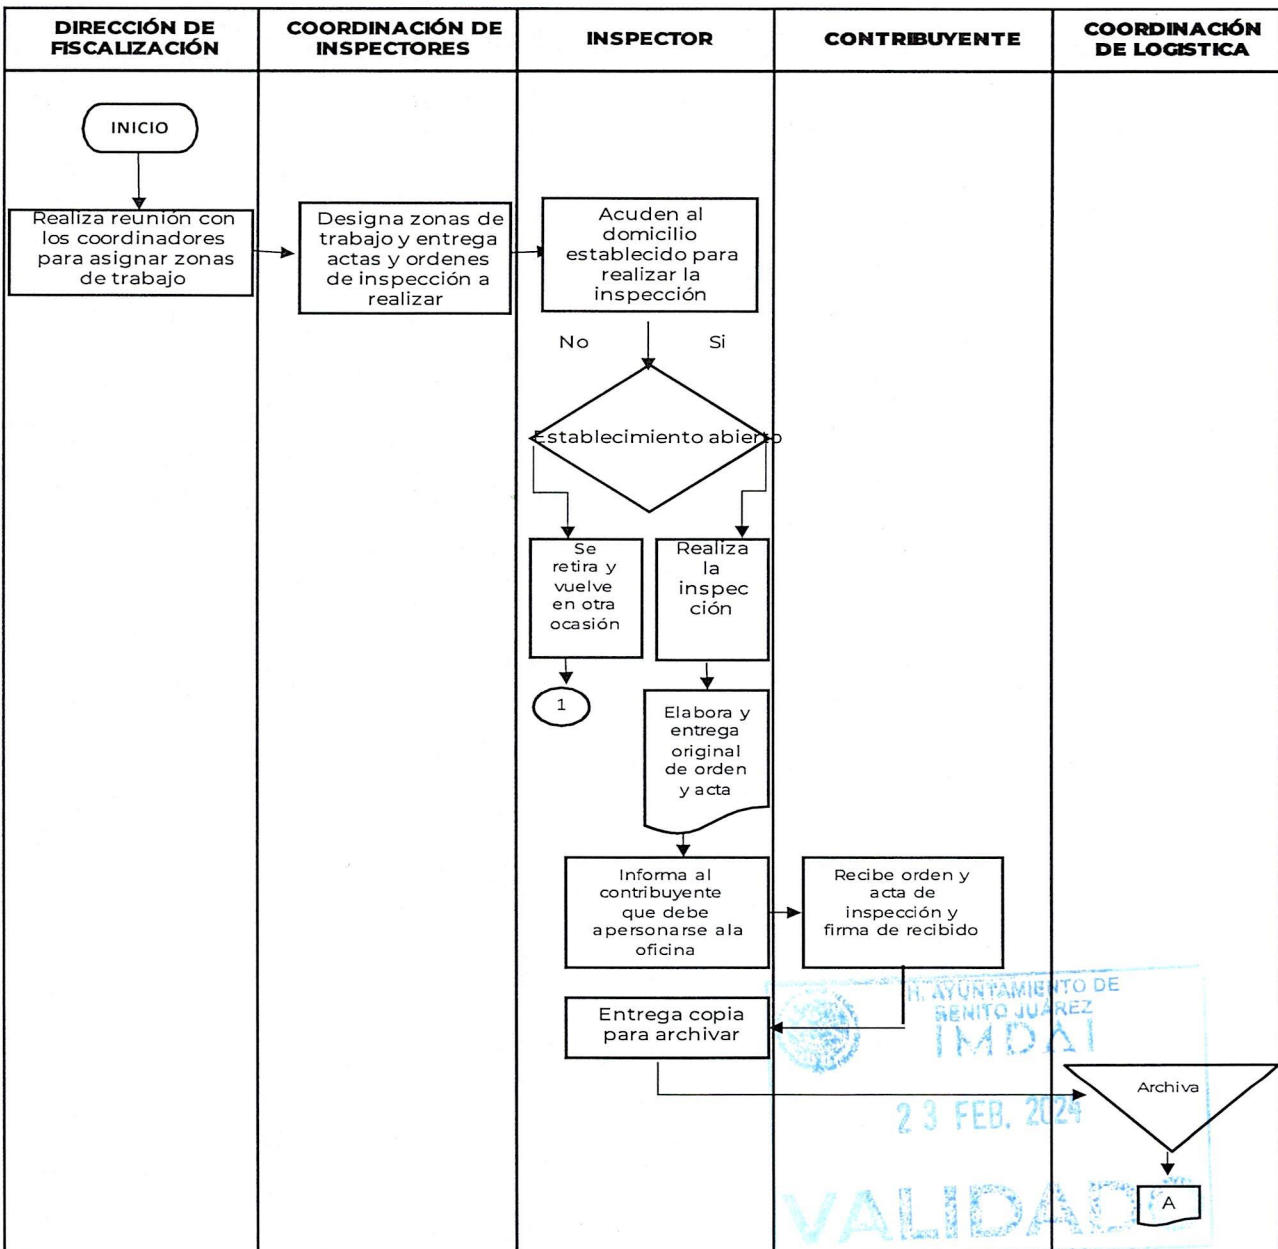 DIRECCIÓN DE
FISCALIZACIÓN
COORDINACIÓN DE
INSPECTORES
INSPECTOR
CONTRIBUYENTE
COORDINACIÓN
DE LOGISTICA
INICIO
Realiza reunión con
los coordinadores
para asignar zonas
de trabajo
Designa zonas de
trabajo y entrega
actas y ordenes
de inspección a
realizar
Acuden al
domicilio
establecido para
realizar la
inspección
No
Si
Establecimiento abierto
Se
retira y
vuelve
en otra
ocasión
Realiza
la
inspec
ción
1
Elabora y
entrega
original
de orden
y acta
Informa al
contribuyente
que debe
apersonarse ala
oficina
Recibe orden y
acta de
inspección y
firma de recibido
Entrega copia
para archivar
H. AYUNTAMIENTO DE
BENITO JUÁREZ
IMDAI
23 FEB. 2024
VALIDADO
Archiva
A